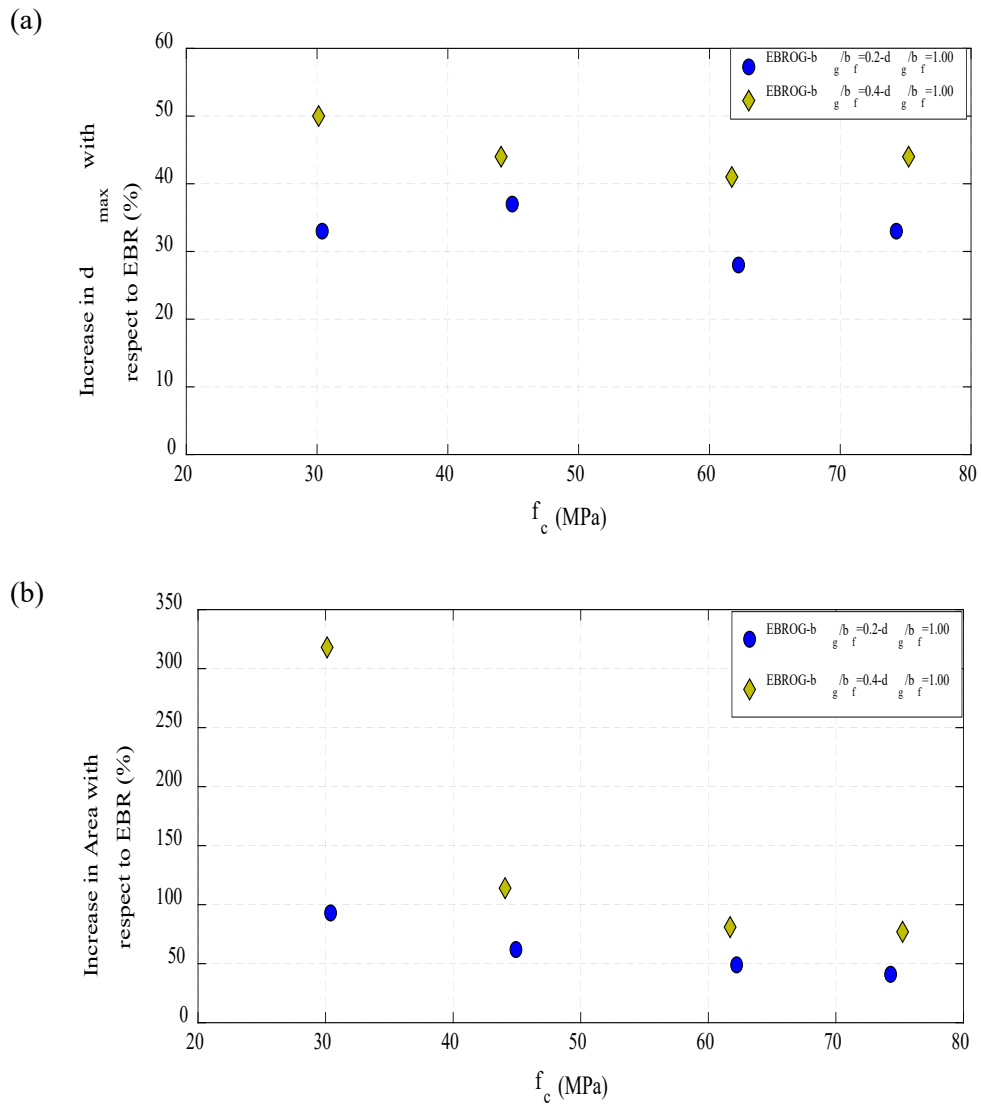 (a)
60
50
40
30
20
10
0
Increase in d max with
respect to EBR (%)
EBROG-b g/b f=0.2-d g/b f=1.00
EBROG-b g/b f=0.4-d g/b f=1.00
20 30 40 50 60 70 80
f c (MPa)
(b)
350
300
250
200
150
100
50
0
Increase in Area with
respect to EBR (%)
EBROG-b g/b f=0.2-d g/b f=1.00
EBROG-b g/b f=0.4-d g/b f=1.00
20 30 40 50 60 70 80
f c (MPa)